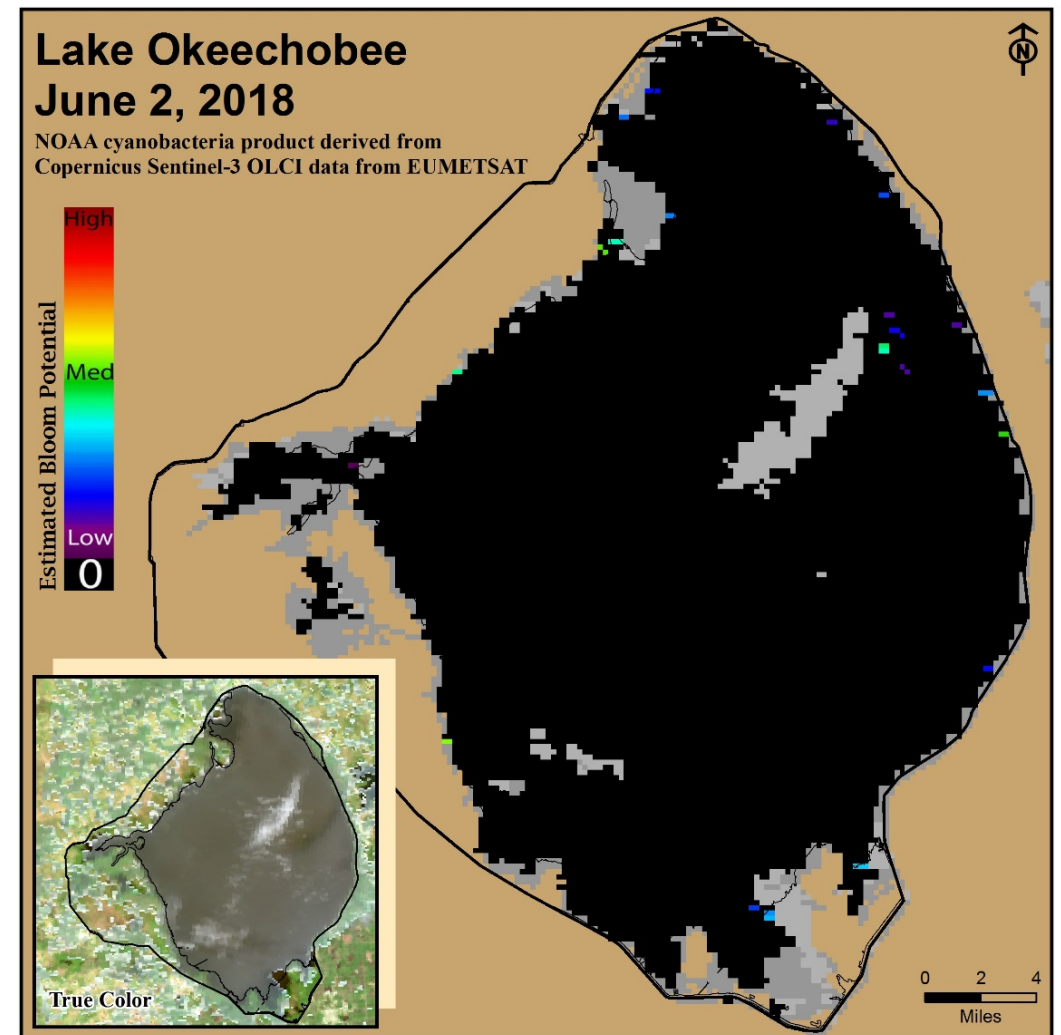 Lake Okeechobee
June 2, 2018
NOAA cyanobacteria product derived from
Copernicus Sentinel-3 OLCI data from EUMETSAT
N
Estimated Bloom Potential
High
Med
Low
0
True Color
0 2 4
Miles